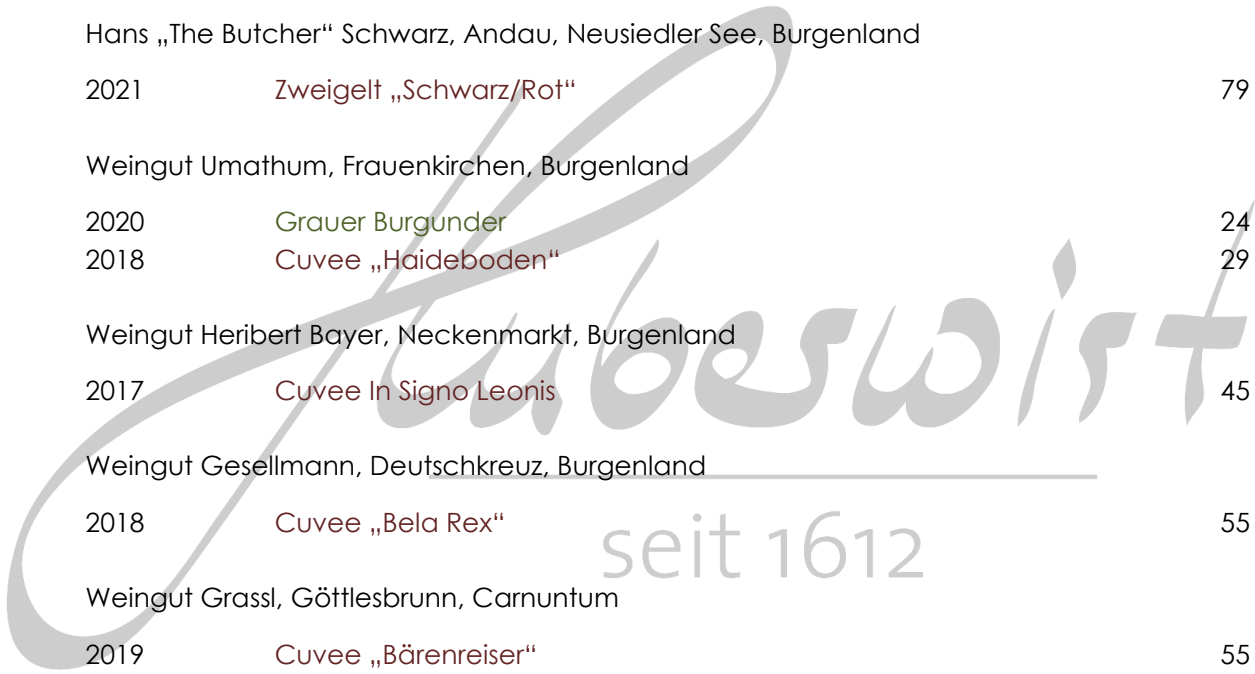 Hans „The Butcher“ Schwarz, Andau, Neusiedler See, Burgenland
2021 Zweigelt „Schwarz/Rot“ 79
Weingut Umathum, Frauenkirchen, Burgenland
2020 Grauer Burgunder 24
2018 Cuvee „Haideboden“ 29
Weingut Heribert Bayer, Neckenmarkt, Burgenland
2017 Cuvee In Signo Leonis 45
Weingut Gesellmann, Deutschkreuz, Burgenland
2018 Cuvee „Bela Rex“ 55
seit 1612
Weingut Grassl, Göttlesbrunn, Carnuntum
2019 Cuvee „Bärenreiser“ 55